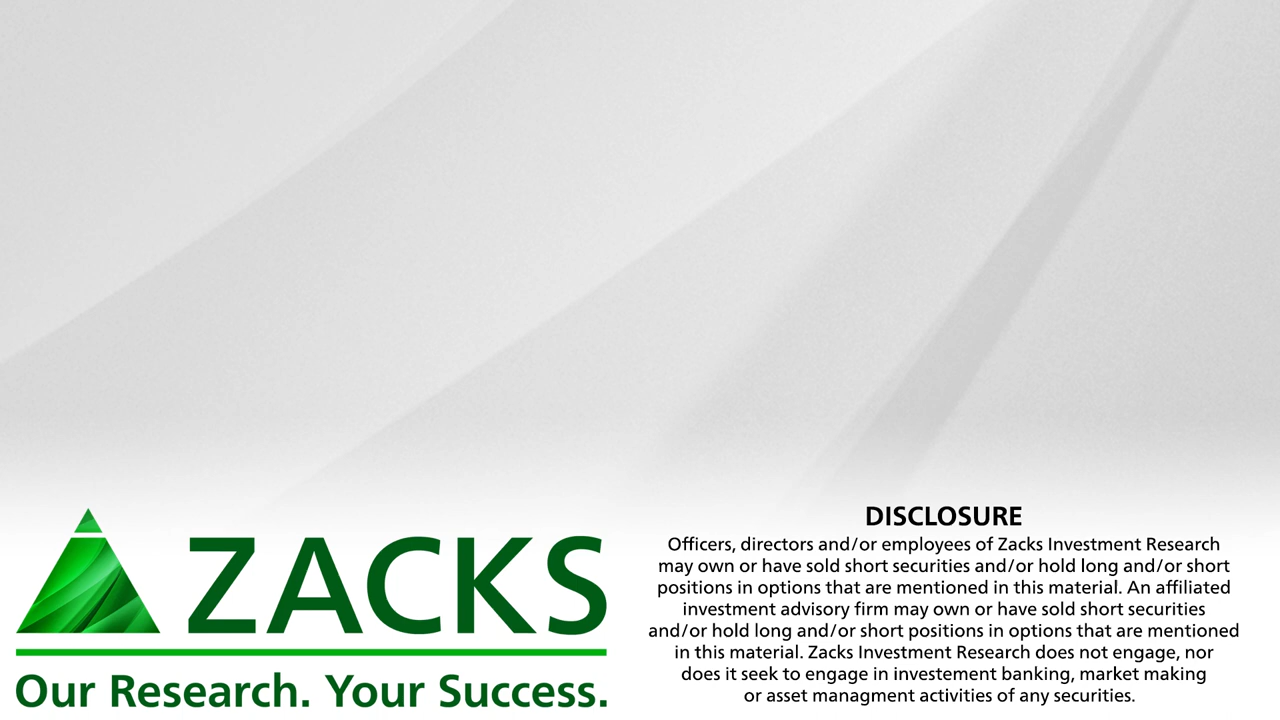 ZACKS
Our Research. Your Success.
DISCLOSURE
Officers, directors and/or employees of Zacks Investment Research
may own or have sold short securities and/or hold long and/or short
positions in options that are mentioned in this material. An affiliated
investment advisory firm may own or have sold short securities
and/or hold long and/or short positions in options that are mentioned
in this material. Zacks Investment Research does not engage, nor
does it seek to engage in investement banking, market making
or asset managment activities of any securities.